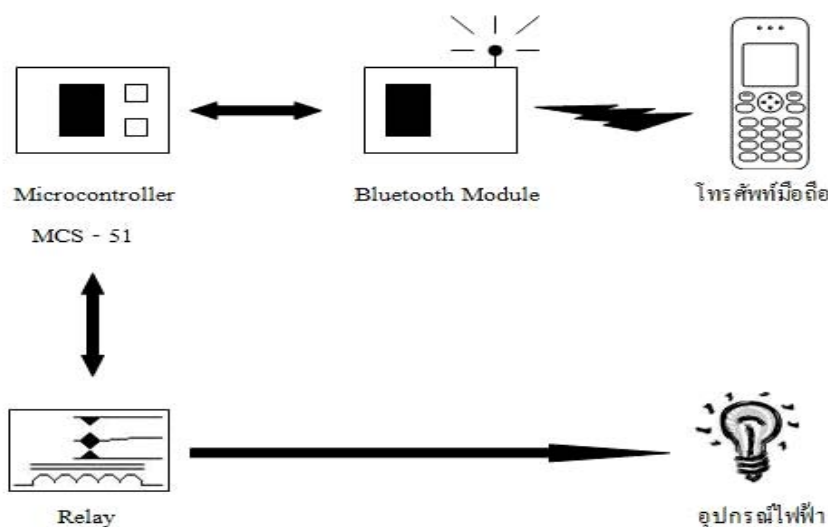 Microcontroller
MCS - 51
Bluetooth Module
โทรศัพท์มือถือ
Relay
อุปกรณ์ไฟฟ้า